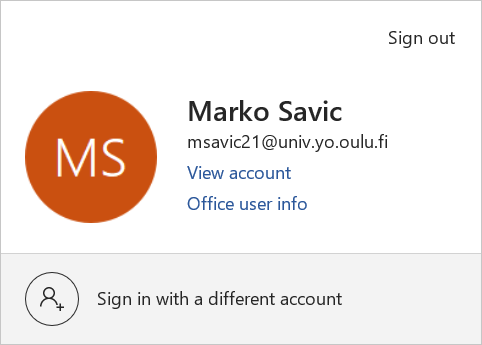 Sign out
MS
Marko Savic
msavic21@univ.yo.oulu.fi
View account
Office user info
Sign in with a different account